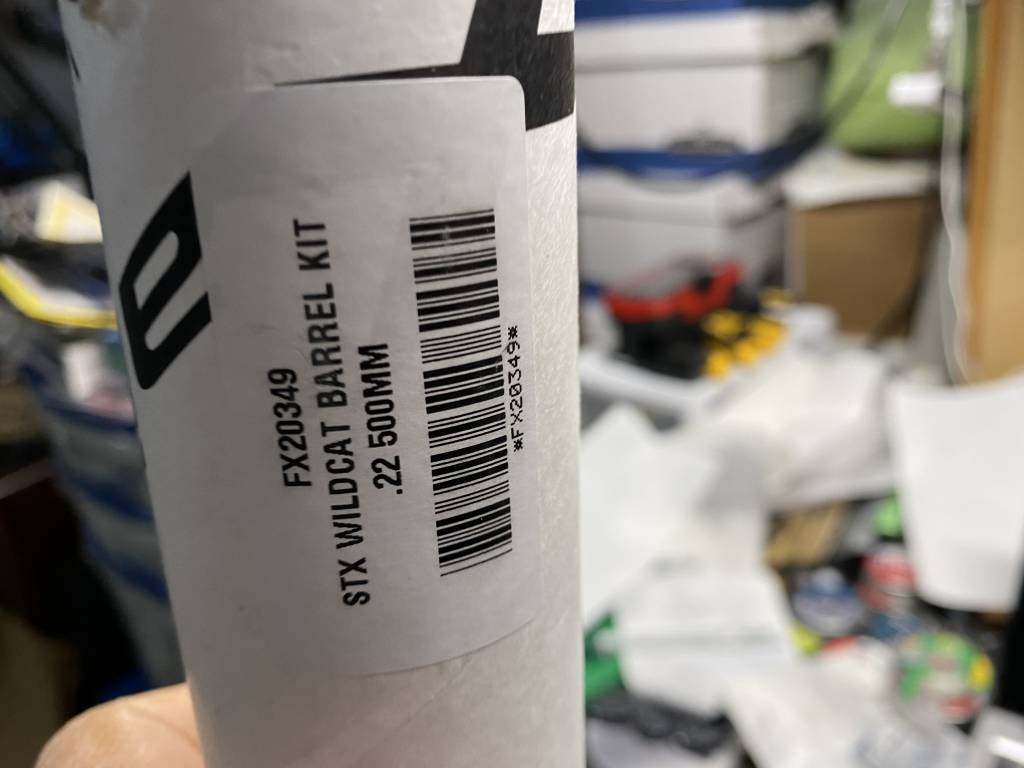 FX20349
STX WILDCAT BARREL KIT
.22 500MM
*FX20349*